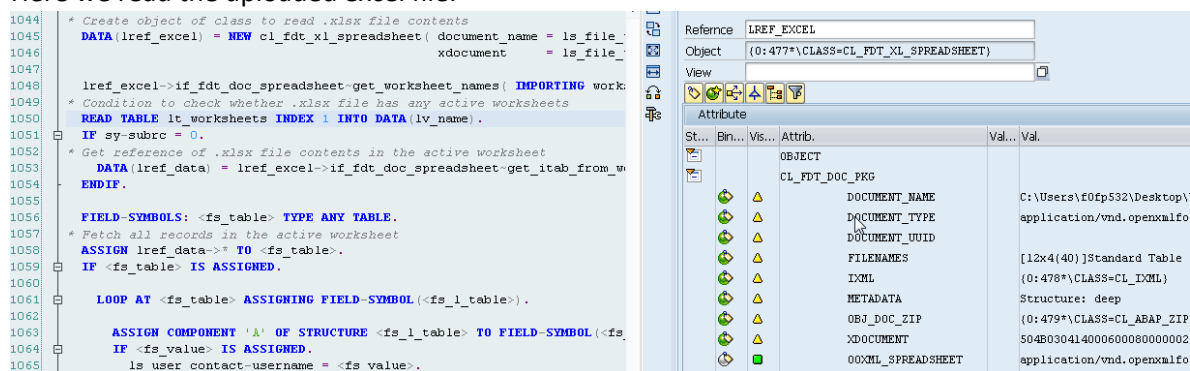 Here we read the uploaded excel file.
1044 * Create object of class to read .xlsx file contents
1045 DATA(lref_excel) = NEW cl_fdt_xl_spreadsheet( document_name = ls_file_
1046 xdocument = ls_file_
1047
1048 lref_excel->if_fdt_doc_spreadsheet~get_worksheet_names( IMPORTING work
1049 * Condition to check whether .xlsx file has any active worksheets
1050 READ TABLE lt_worksheets INDEX 1 INTO DATA(lv_name).
1051 IF sy-subrc = 0.
1052 * Get reference of .xlsx file contents in the active worksheet
1053 DATA(lref_data) = lref_excel->if_fdt_doc_spreadsheet~get_itab_from_w
1054 ENDIF.
1055
1056 FIELD-SYMBOLS: <fs_table> TYPE ANY TABLE.
1057 * Fetch all records in the active worksheet
1058 ASSIGN lref_data->* TO <fs_table>.
1059 IF <fs_table> IS ASSIGNED.
1060
1061 LOOP AT <fs_table> ASSIGNING FIELD-SYMBOL(<fs_l_table>).
1062
1063 ASSIGN COMPONENT 'A' OF STRUCTURE <fs_l_table> TO FIELD-SYMBOL(<fs_
1064 IF <fs_value> IS ASSIGNED.
1065 ls_user_contact-username = <fs_value>.
Refernce LREF_EXCEL
Object {O:477*\CLASS=CL_FDT_XL_SPREADSHEET}
View
Attribute
St... Bin... Vis... Attrib. Val... Val.
OBJECT
CL_FDT_DOC_PKG
DOCUMENT_NAME C:\Users\f0fp532\Desktop\
DOCUMENT_TYPE application/vnd.openxmlfo
DOCUMENT_UUID
FILENAMES [12x4(40)]Standard Table
IXML {O:478*\CLASS=CL_IXML}
METADATA Structure: deep
OBJ_DOC_ZIP {O:479*\CLASS=CL_ABAP_ZIP
XDOCUMENT 504B030414000600080000002
OOXML_SPREADSHEET application/vnd.openxmlfo